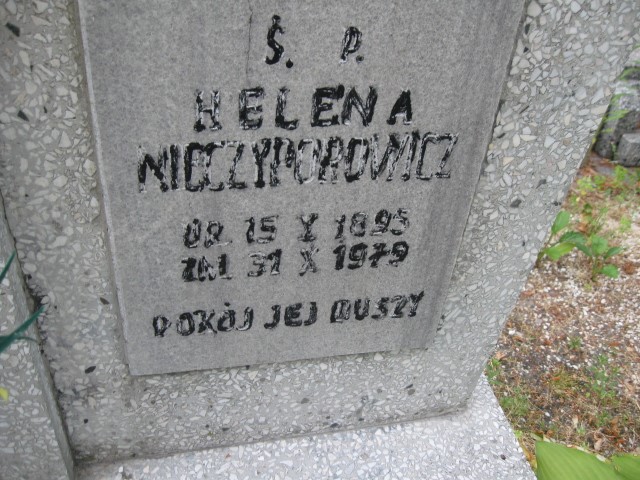 Ś. P.
HELENA
NIECZYPOROWICZ
UR. 15 X 1895
ZM. 31 X 1979
POKÓJ JEJ DUSZY